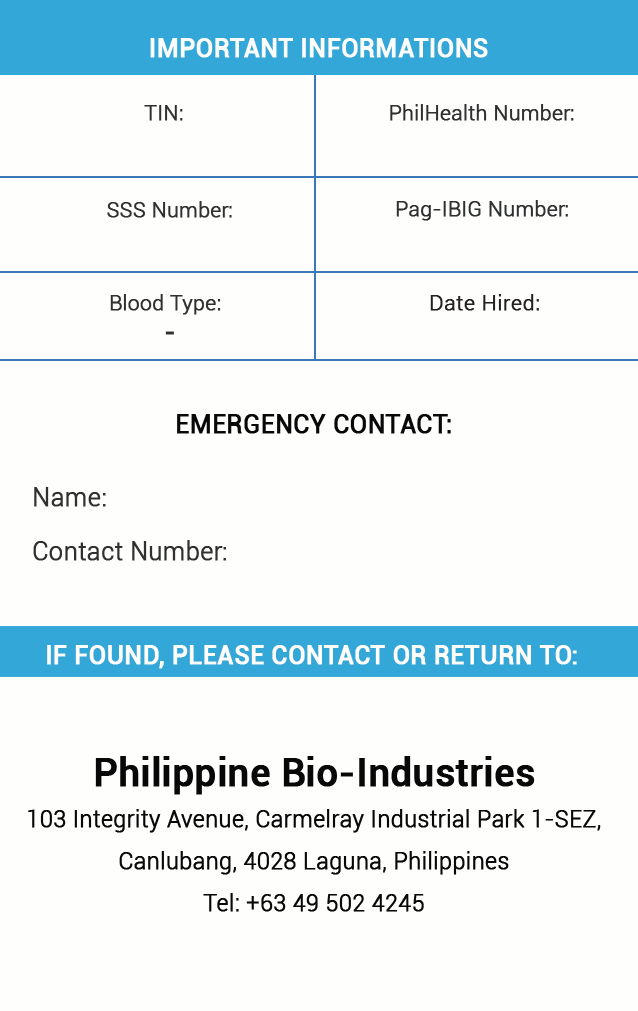 IMPORTANT INFORMATIONS
TIN:
PhilHealth Number:
SSS Number:
Pag-IBIG Number:
Blood Type:
-
Date Hired:
EMERGENCY CONTACT:
Name:
Contact Number:
IF FOUND, PLEASE CONTACT OR RETURN TO:
Philippine Bio-Industries
103 Integrity Avenue, Carmelray Industrial Park 1-SEZ,
Canlubang, 4028 Laguna, Philippines
Tel: +63 49 502 4245